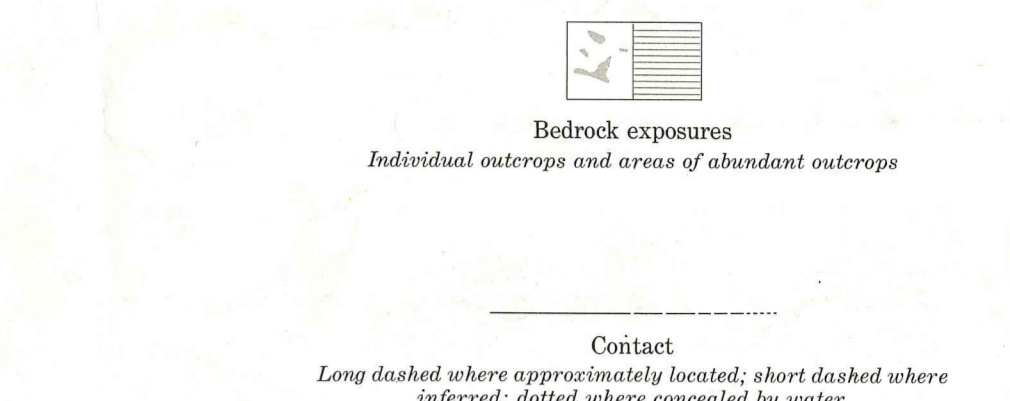 Bedrock exposures
Individual outcrops and areas of abundant outcrops
Contact
Long dashed where approximately located; short dashed where
inferred; dotted where concealed by water